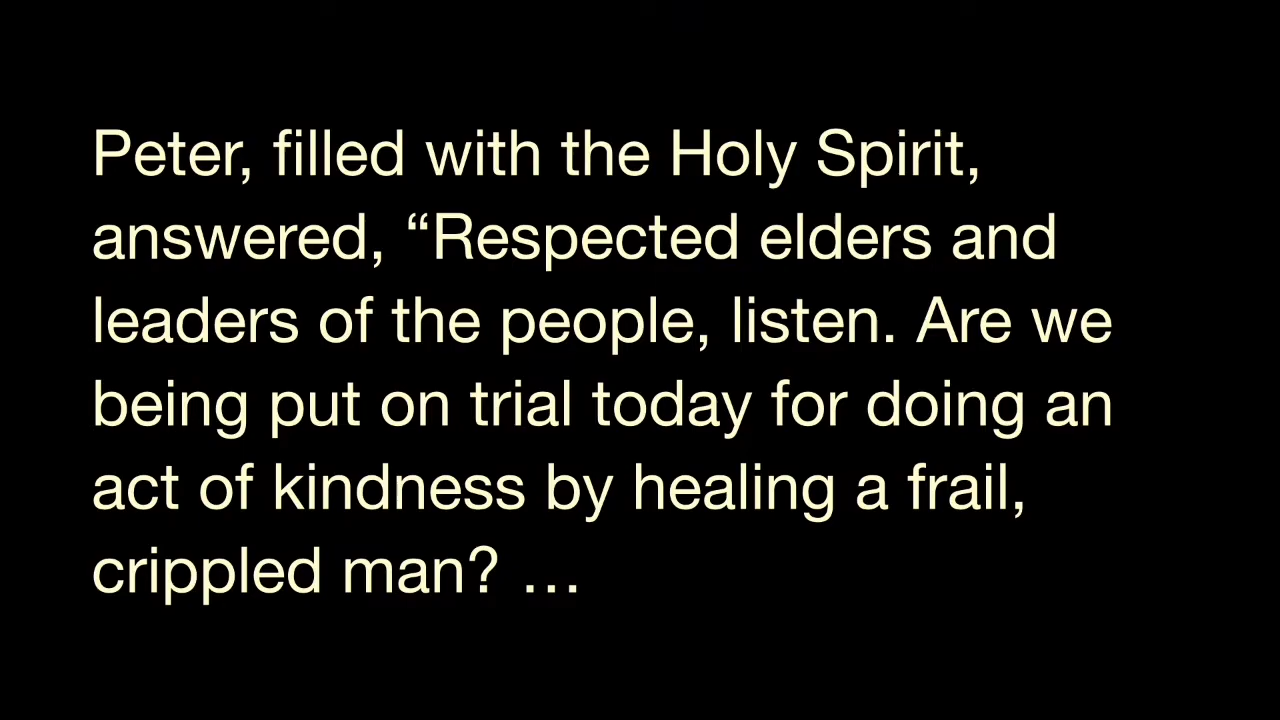 Peter, filled with the Holy Spirit,
answered, “Respected elders and
leaders of the people, listen. Are we
being put on trial today for doing an
act of kindness by healing a frail,
crippled man? …